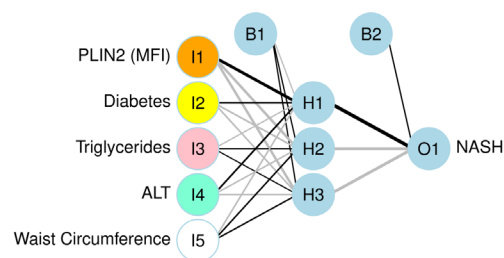 B1 B2
PLIN2 (MFI) I1
Diabetes I2 H1
Triglycerides I3 H2 O1 NASH
ALT I4 H3
Waist Circumference I5